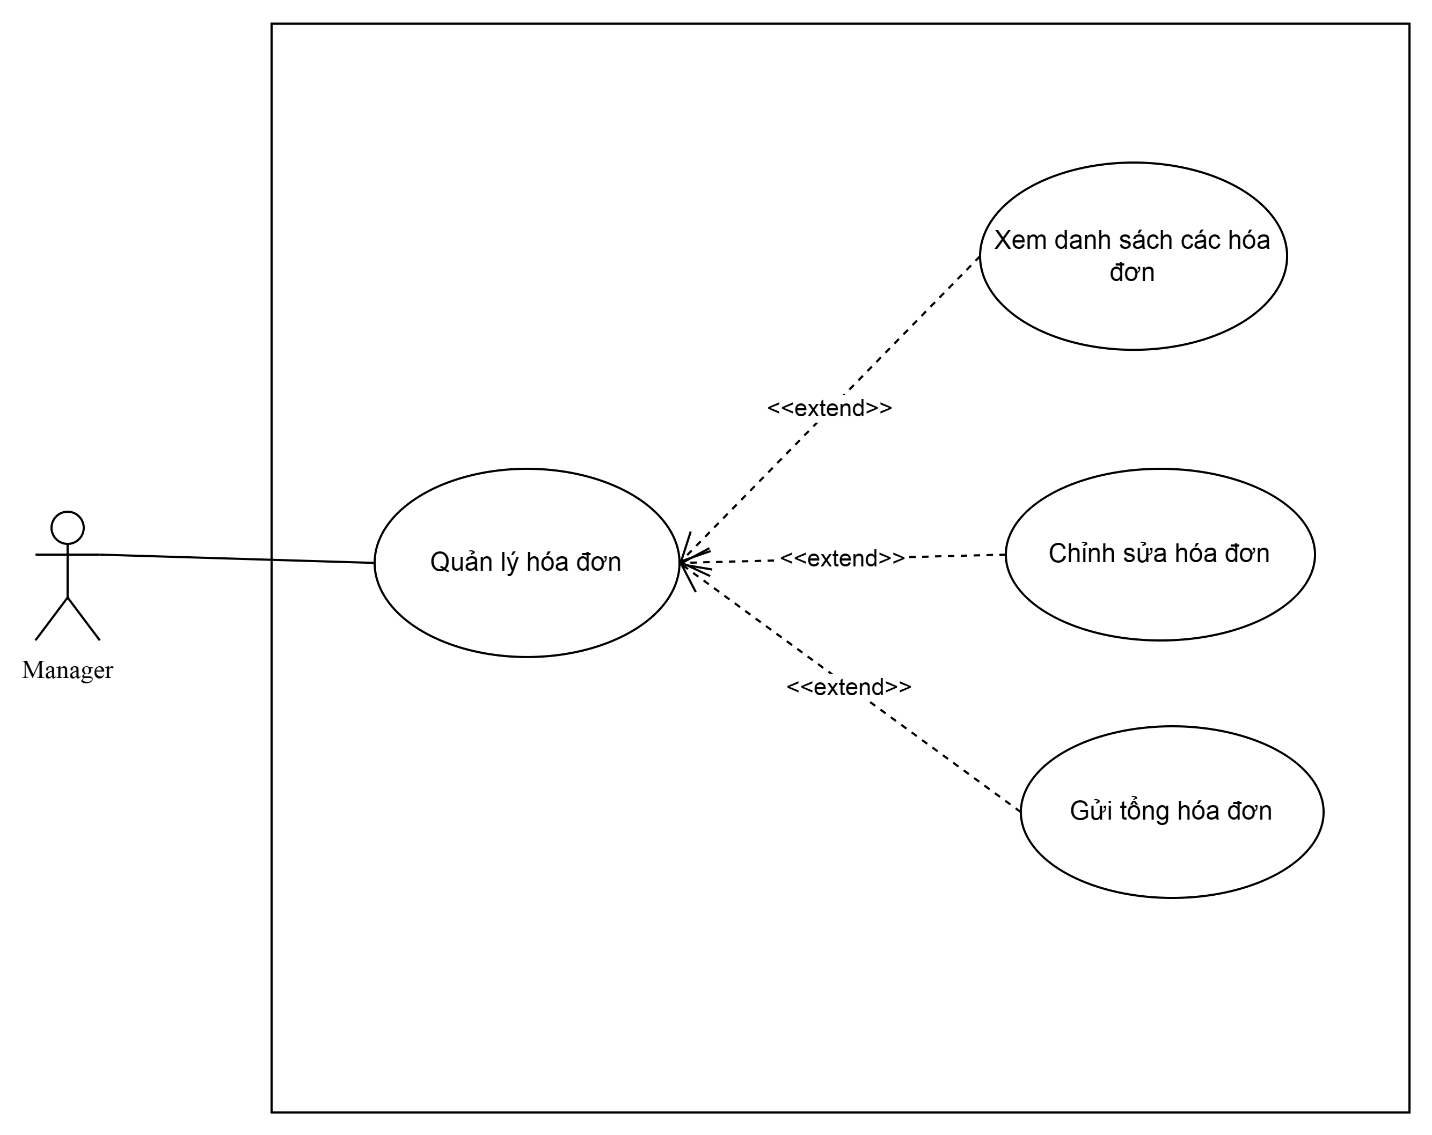 Xem danh sách các hóa
đơn
<<extend>>
Quản lý hóa đơn
<<extend>>
Chỉnh sửa hóa đơn
Manager
<<extend>>
Gửi tổng hóa đơn